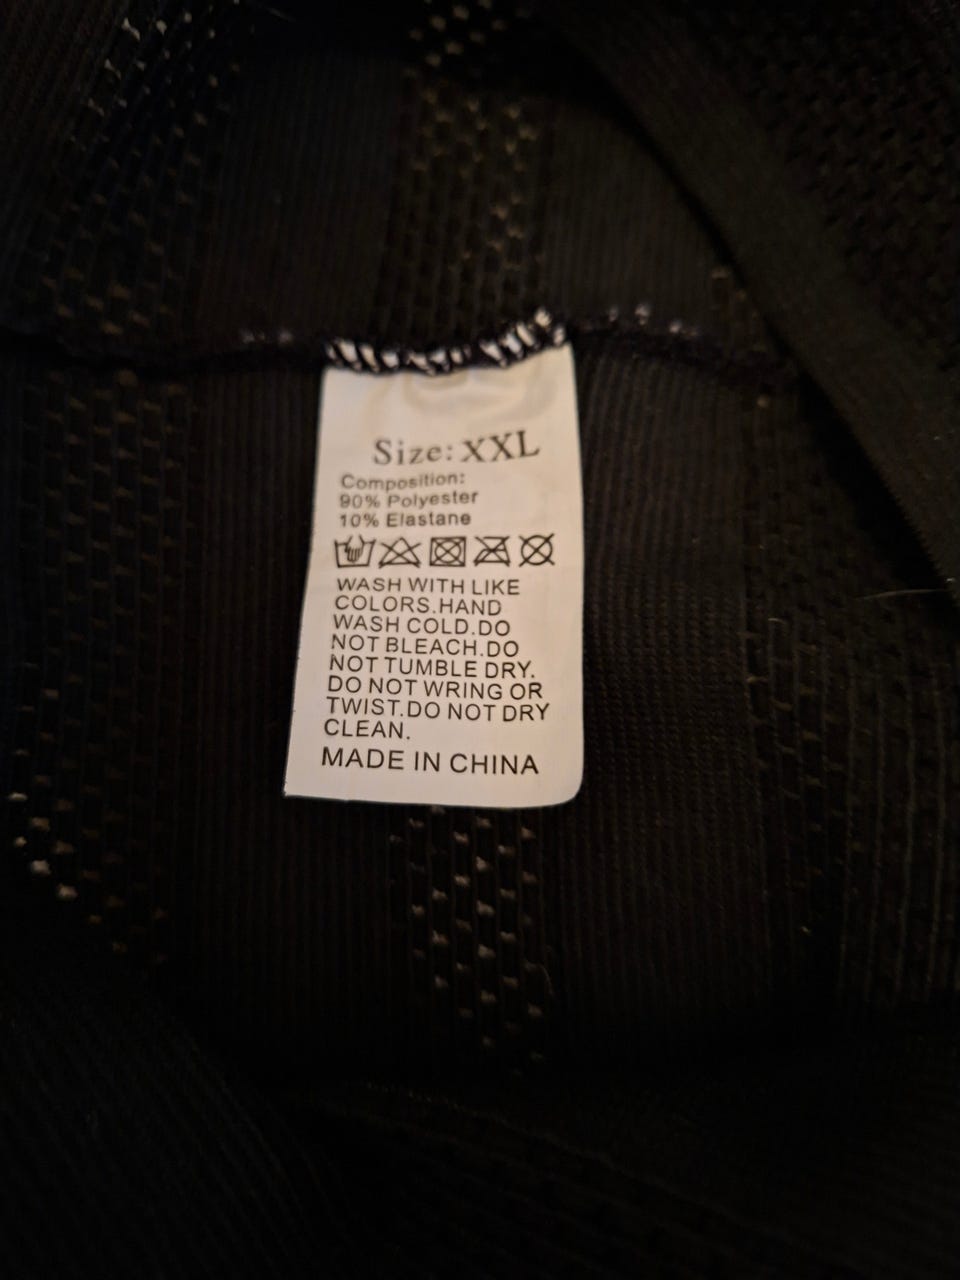 Size:XXL
Composition:
90% Polyester
10% Elastane
WASH WITH LIKE
COLORS.HAND
WASH COLD.DO
NOT BLEACH.DO
NOT TUMBLE DRY.
DO NOT WRING OR
TWIST.DO NOT DRY
CLEAN.
MADE IN CHINA